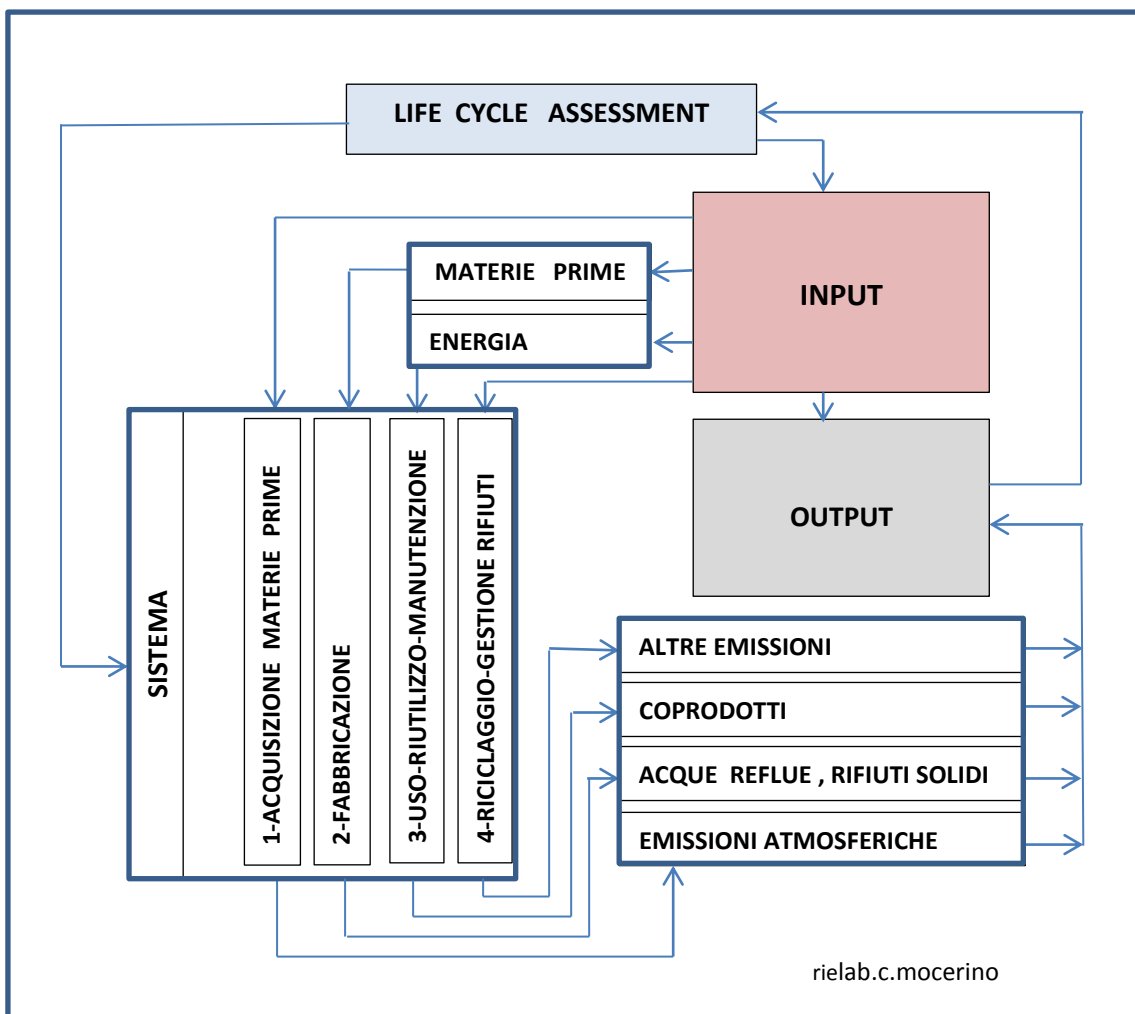 LIFE CYCLE ASSESSMENT
INPUT
MATERIE PRIME
ENERGIA
OUTPUT
SISTEMA
1-ACQUISIZIONE MATERIE PRIME
2-FABBRICAZIONE
3-USO-RIUTILIZZO-MANUTENZIONE
4-RICICLAGGIO-GESTIONE RIFIUTI
ALTRE EMISSIONI
COPRODOTTI
ACQUE REFLUE , RIFIUTI SOLIDI
EMISSIONI ATMOSFERICHE
rielab.c.mocerino